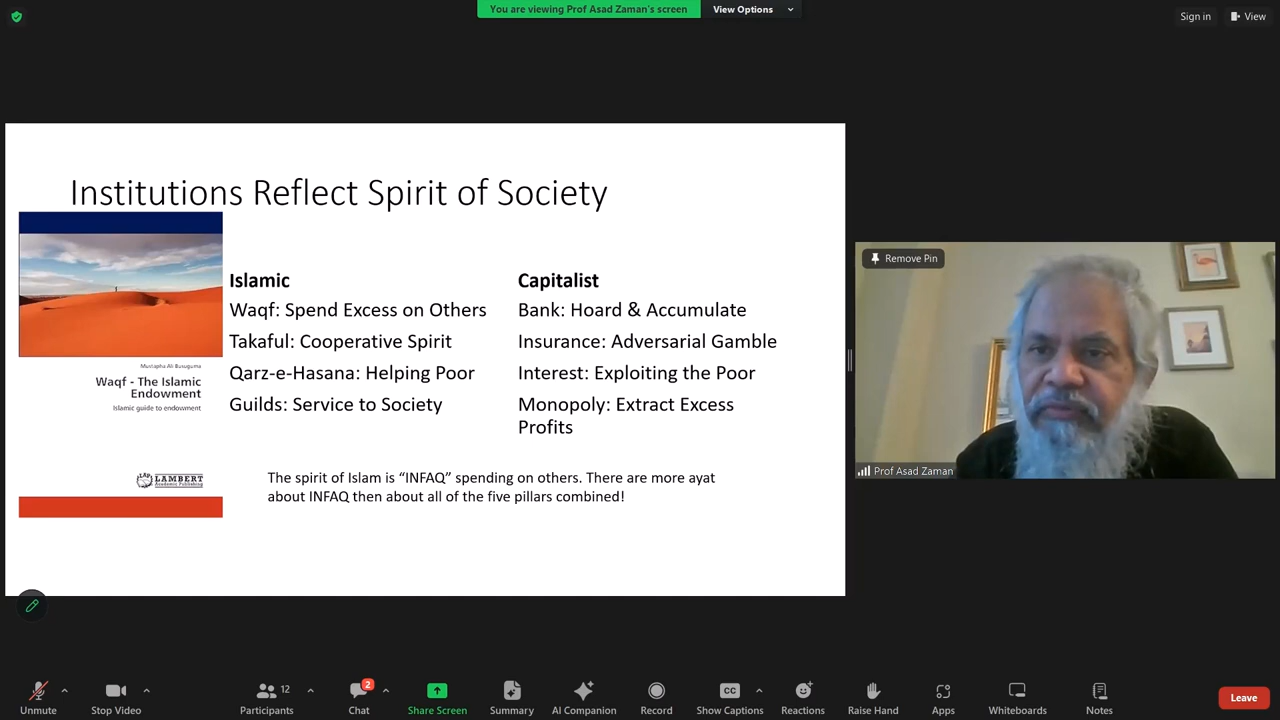 You are viewing Prof Asad Zaman's screen
View Options
Sign in
View
Institutions Reflect Spirit of Society
Mustapha Ali Busuguma
Waqf - The Islamic
Endowment
Islamic guide to endowment
LAMBERT
Academic Publishing
Islamic
Waqf: Spend Excess on Others
Takaful: Cooperative Spirit
Qarz-e-Hasana: Helping Poor
Guilds: Service to Society
Capitalist
Bank: Hoard & Accumulate
Insurance: Adversarial Gamble
Interest: Exploiting the Poor
Monopoly: Extract Excess
Profits
The spirit of Islam is “INFAQ” spending on others. There are more ayat
about INFAQ then about all of the five pillars combined!
Remove Pin
Prof Asad Zaman
Unmute
Stop Video
12
Participants
2
Chat
Share Screen
Summary
AI Companion
Record
CC
Show Captions
Reactions
Raise Hand
Apps
Whiteboards
Notes
Leave